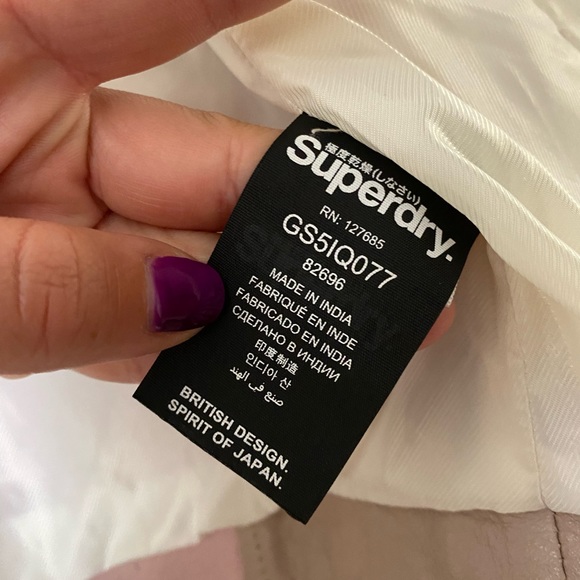 極度乾燥(しなさい)
Superdry.
RN: 127685
GS5IQ077
82696
MADE IN INDIA
FABRIQUÉ EN INDE
FABRICADO EN INDIA
СДЕЛАНО В ИНДИИ
印度制造
인디아 산
صنع في الهند
BRITISH DESIGN.
SPIRIT OF JAPAN.